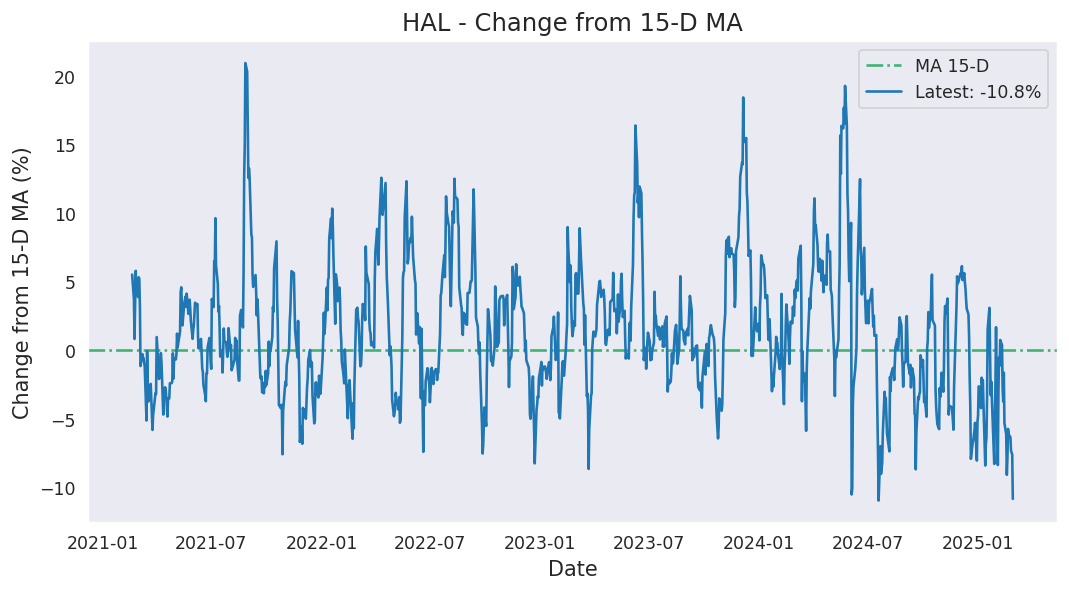 HAL - Change from 15-D MA
MA 15-D
Latest: -10.8%
Change from 15-D MA (%)
20
15
10
5
0
−5
−10
2021-01 2021-07 2022-01 2022-07 2023-01 2023-07 2024-01 2024-07 2025-01
Date